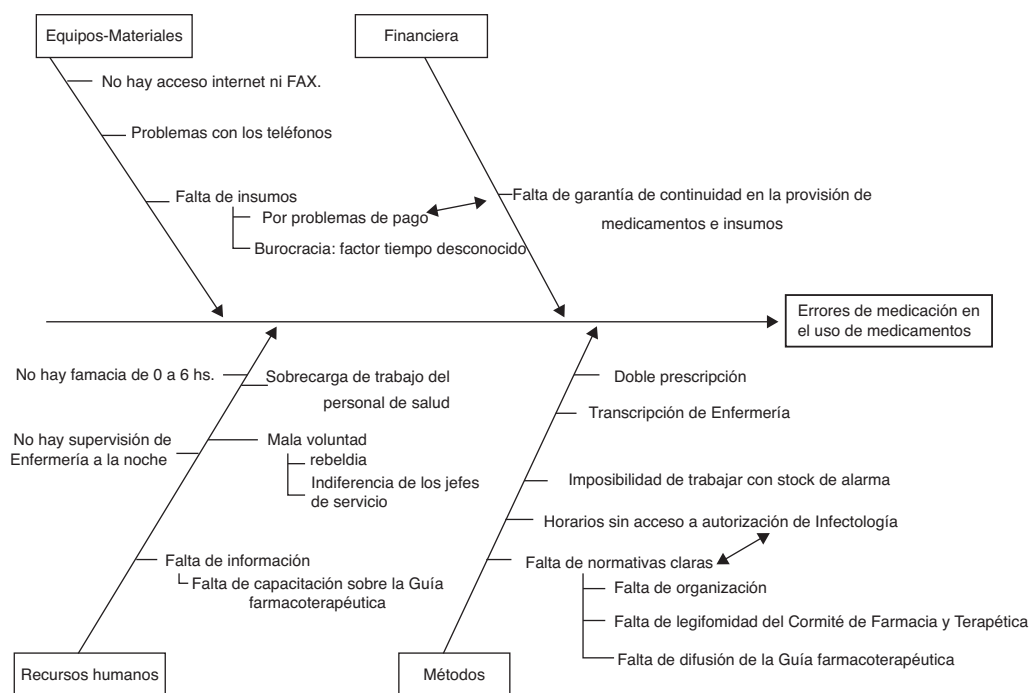 Equipos-Materiales
Financiera
No hay acceso internet ni FAX.
Problemas con los teléfonos
Falta de insumos
Por problemas de pago
Burocracia: factor tiempo desconocido
Falta de garantía de continuidad en la provisión de
medicamentos e insumos
Errores de medicación en
el uso de medicamentos
No hay famacia de 0 a 6 hs.
Sobrecarga de trabajo del
personal de salud
No hay supervisión de
Enfermería a la noche
Mala voluntad
rebeldia
Indiferencia de los jefes
de servicio
Falta de información
Falta de capacitación sobre la Guía
farmacoterapéutica
Doble prescripción
Transcripción de Enfermería
Imposibilidad de trabajar con stock de alarma
Horarios sin acceso a autorización de Infectología
Falta de normativas claras
Falta de organización
Falta de legifomidad del Cormité de Farmacia y Terapética
Falta de difusión de la Guía farmacoterapéutica
Recursos humanos
Métodos